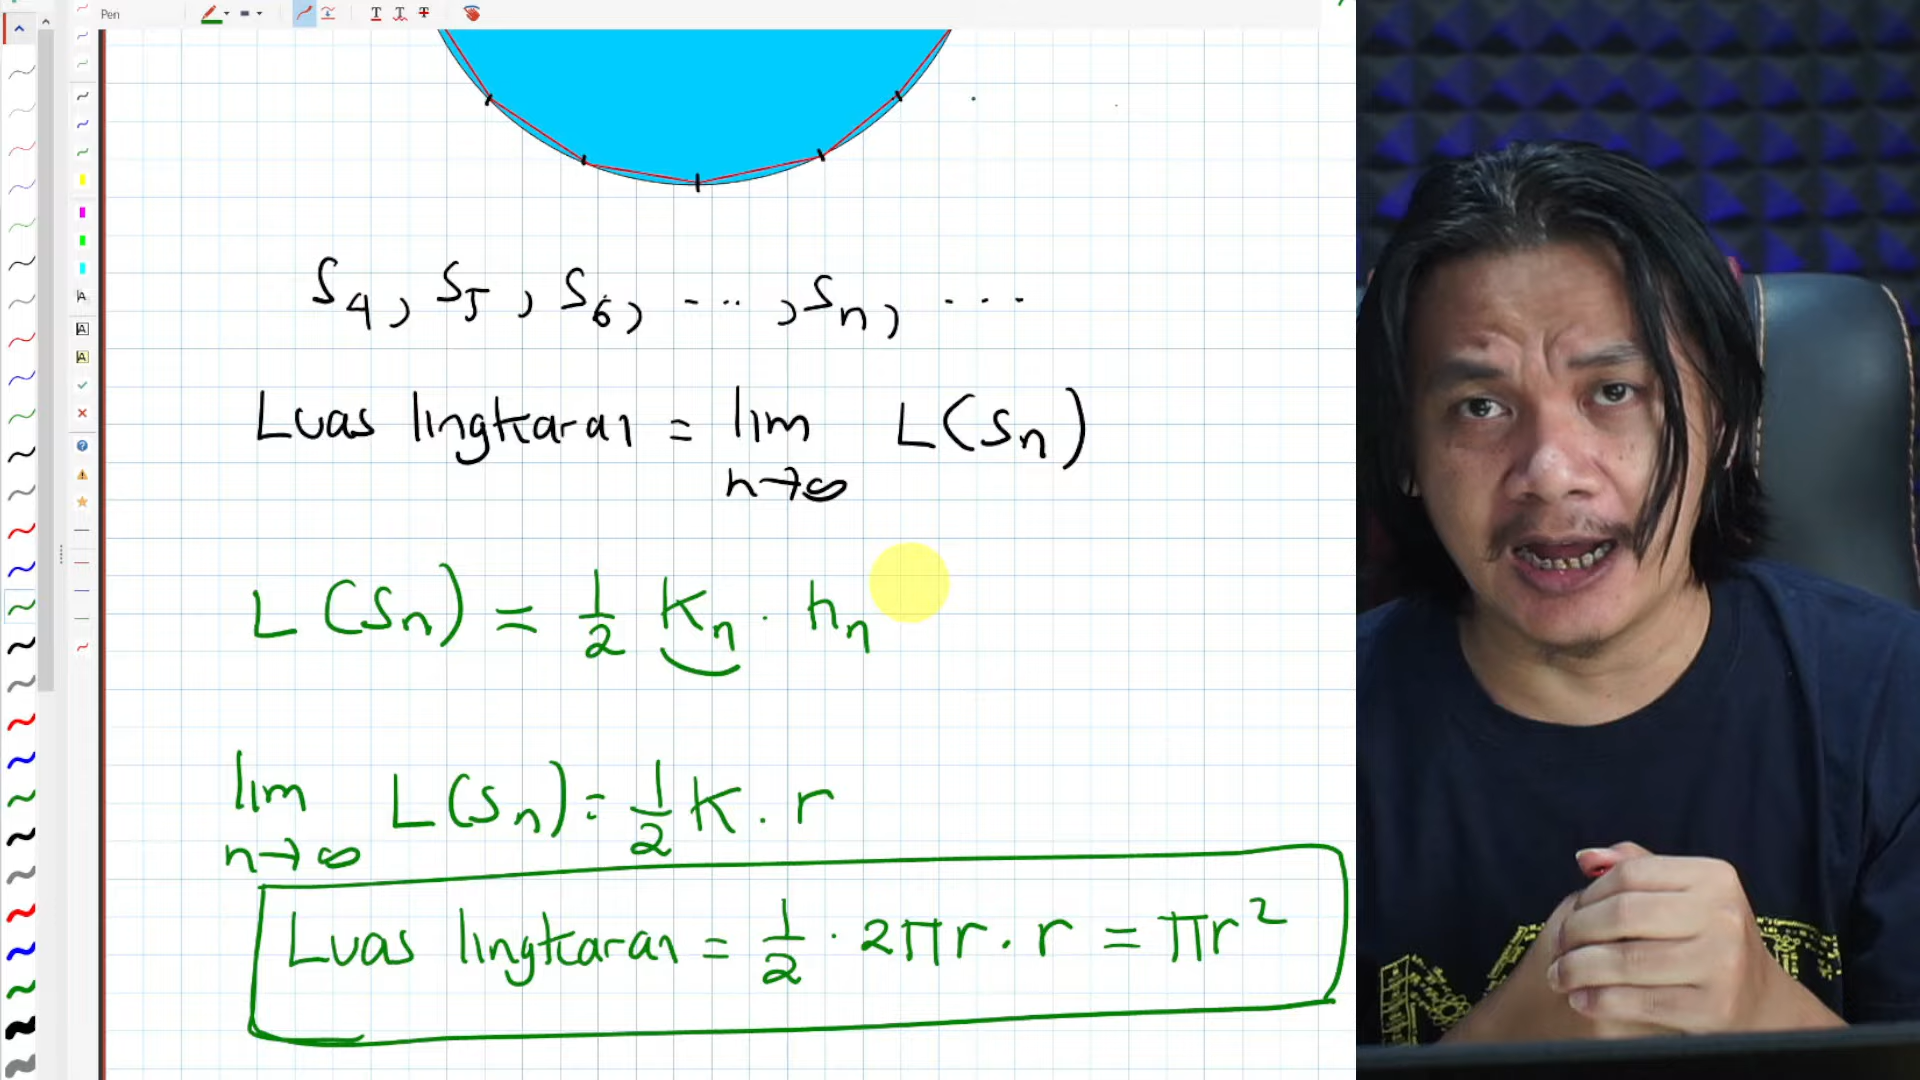 Pen
S₄, S₅, S₆, ..., Sₙ, ...
Luas lingkaran = lim L(Sₙ)
n→∞
L(Sₙ) = 1/2 Kₙ · hₙ
lim L(Sₙ) = 1/2 K · r
n→∞
Luas lingkaran = 1/2 · 2πr · r = πr²